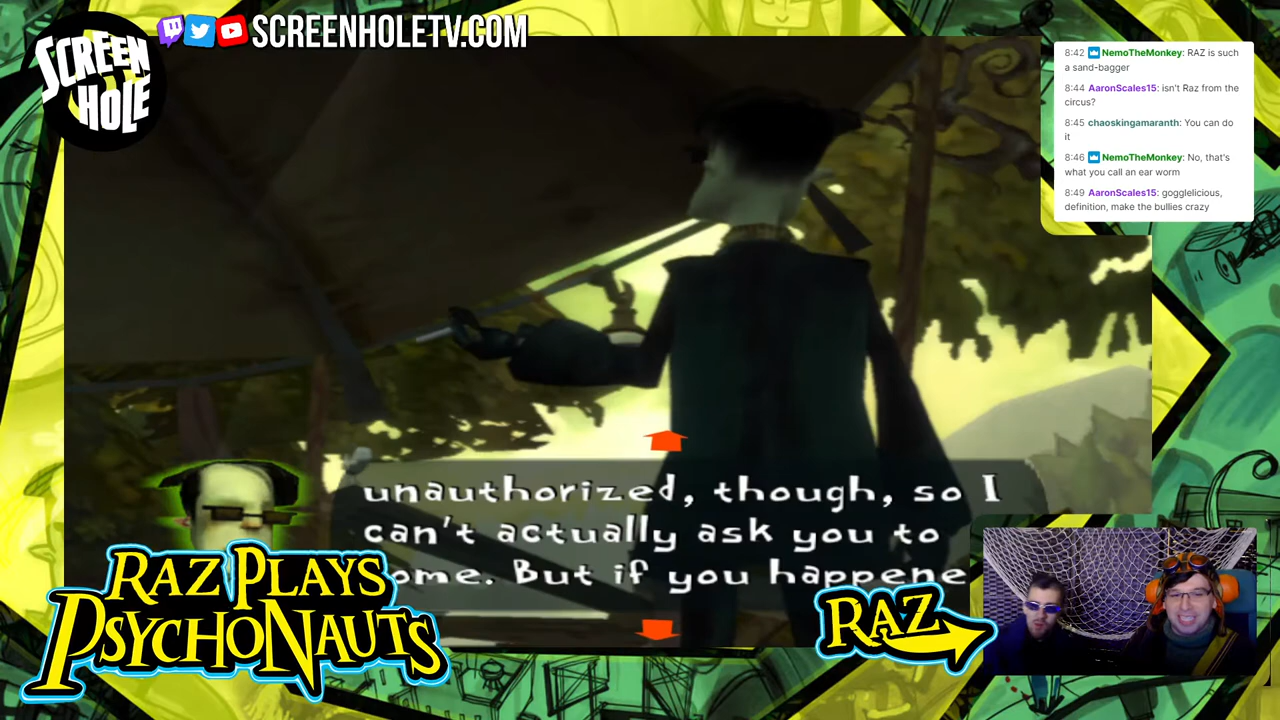 SCREEN
HOLE
SCREENHOLETV.COM
8:42 NemoTheMonkey: RAZ is such
a sand-bagger
8:44 AaronScales15: isn't Raz from the
circus?
8:45 chaoskingamaranth: You can do
it
8:46 NemoTheMonkey: No, that's
what you call an ear worm
8:49 AaronScales15: gogglelicious,
definition, make the bullies crazy
unauthorized, though, so I
can't actually ask you to
ome. But if you happene
RAZ PLAYS
PSYCHONAUTS
RAZ